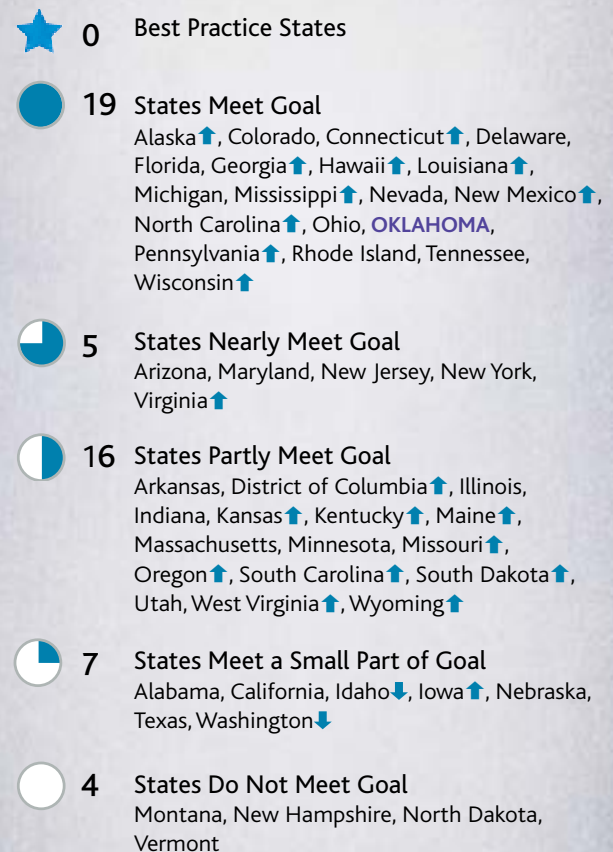 0 Best Practice States
19 States Meet Goal
Alaska⬆, Colorado, Connecticut⬆, Delaware,
Florida, Georgia⬆, Hawaii⬆, Louisiana⬆,
Michigan, Mississippi⬆, Nevada, New Mexico⬆,
North Carolina⬆, Ohio, OKLAHOMA,
Pennsylvania⬆, Rhode Island, Tennessee,
Wisconsin⬆
5 States Nearly Meet Goal
Arizona, Maryland, New Jersey, New York,
Virginia⬆
16 States Partly Meet Goal
Arkansas, District of Columbia⬆, Illinois,
Indiana, Kansas⬆, Kentucky⬆, Maine⬆,
Massachusetts, Minnesota, Missouri⬆,
Oregon⬆, South Carolina⬆, South Dakota⬆,
Utah, West Virginia⬆, Wyoming⬆
7 States Meet a Small Part of Goal
Alabama, California, Idaho⬇, Iowa⬆, Nebraska,
Texas, Washington⬇
4 States Do Not Meet Goal
Montana, New Hampshire, North Dakota,
Vermont